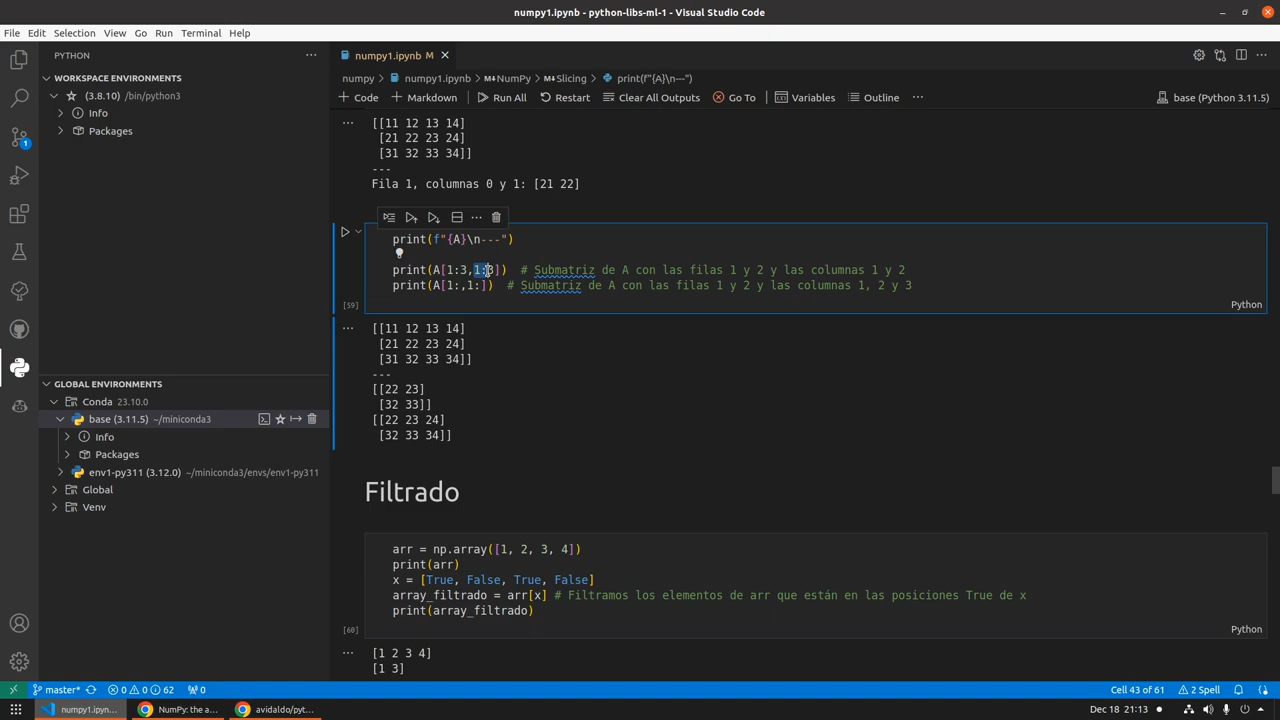 numpy1.ipynb - python-libs-ml-1 - Visual Studio Code
File Edit Selection View Go Run Terminal Help
PYTHON
WORKSPACE ENVIRONMENTS
(3.8.10) /bin/python3
Info
Packages
GLOBAL ENVIRONMENTS
Conda 23.10.0
base (3.11.5) ~/miniconda3
Info
Packages
env1-py311 (3.12.0) ~/miniconda3/envs/env1-py311
Global
Venv
numpy1.ipynb M
numpy > numpy1.ipynb > NumPy > Slicing > print(f"{A}\n---")
Code Markdown Run All Restart Clear All Outputs Go To Variables Outline ... base (Python 3.11.5)
[[11 12 13 14]
[21 22 23 24]
[31 32 33 34]]
---
Fila 1, columnas 0 y 1: [21 22]
print(f"{A}\n---")
print(A[1:3,1:3]) # Submatriz de A con las filas 1 y 2 y las columnas 1 y 2
print(A[1:,1:]) # Submatriz de A con las filas 1 y 2 y las columnas 1, 2 y 3
[59] Python
[[11 12 13 14]
[21 22 23 24]
[31 32 33 34]]
---
[[22 23]
[32 33]]
[[22 23 24]
[32 33 34]]
Filtrado
arr = np.array([1, 2, 3, 4])
print(arr)
x = [True, False, True, False]
array_filtrado = arr[x] # Filtramos los elementos de arr que están en las posiciones True de x
print(array_filtrado)
[60] Python
[1 2 3 4]
[1 3]
1
master* 0 0 62 0 Cell 43 of 61 2 Spell
numpy1.ipyn... NumPy: the a... avidaldo/pyt... Dec 18 21:13